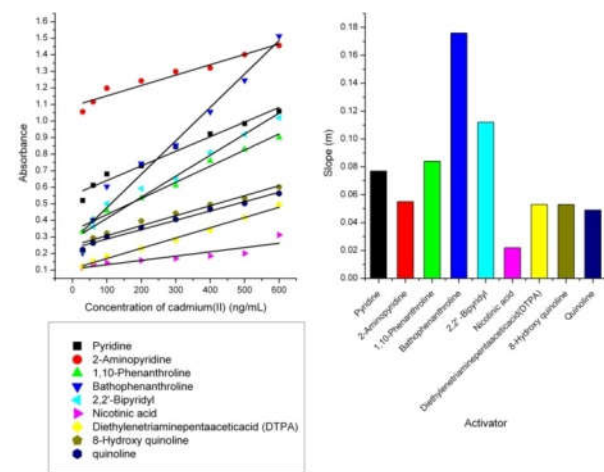 1.6
1.5
1.4
1.3
1.2
1.1
1.0
0.9
0.8
0.7
0.6
0.5
0.4
0.3
0.2
0.1
Absorbance
0 100 200 300 400 500 600
Concentration of cadmium(II) (ng/mL)
Pyridine
2-Aminopyridine
1,10-Phenanthroline
Bathophenanthroline
2,2'-Bipyridyl
Nicotinic acid
Diethylenetriaminepentaaceticacid (DTPA)
8-Hydroxy quinoline
quinoline
0.18
0.16
0.14
0.12
0.10
0.08
0.06
0.04
0.02
0.00
Slope (m)
Pyridine
2-Aminopyridine
1,10-Phenanthroline
Bathophenanthroline
2,2' -Bipyridyl
Nicotinic acid
Diethylenetriaminepentaaceticacid(DTPA)
8-Hydroxy quinoline
Quinoline
Activator